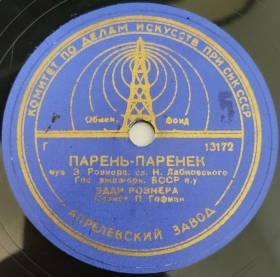 КОМИТЕТ ПО ДЕЛАМ ИСКУССТВ ПРИ СНК СССР
Обмен. фонд
Г 13172
ПАРЕНЬ-ПАРЕНЕК
муз. Э. Рознера, сл. Н. Лабковского
Гос. джаз-орк. БССР п/у
ЭДДИ РОЗНЕРА
Солист П. Гофман
АПРЕЛЕВСКИЙ ЗАВОД